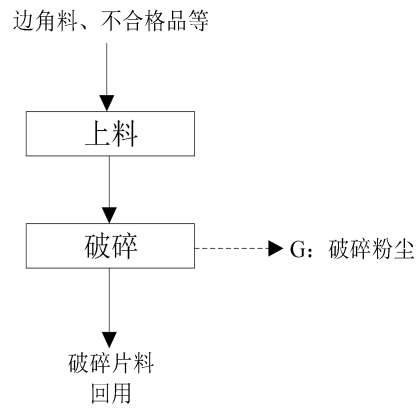 边角料、不合格品等
上料
破碎
G：破碎粉尘
破碎片料
回用